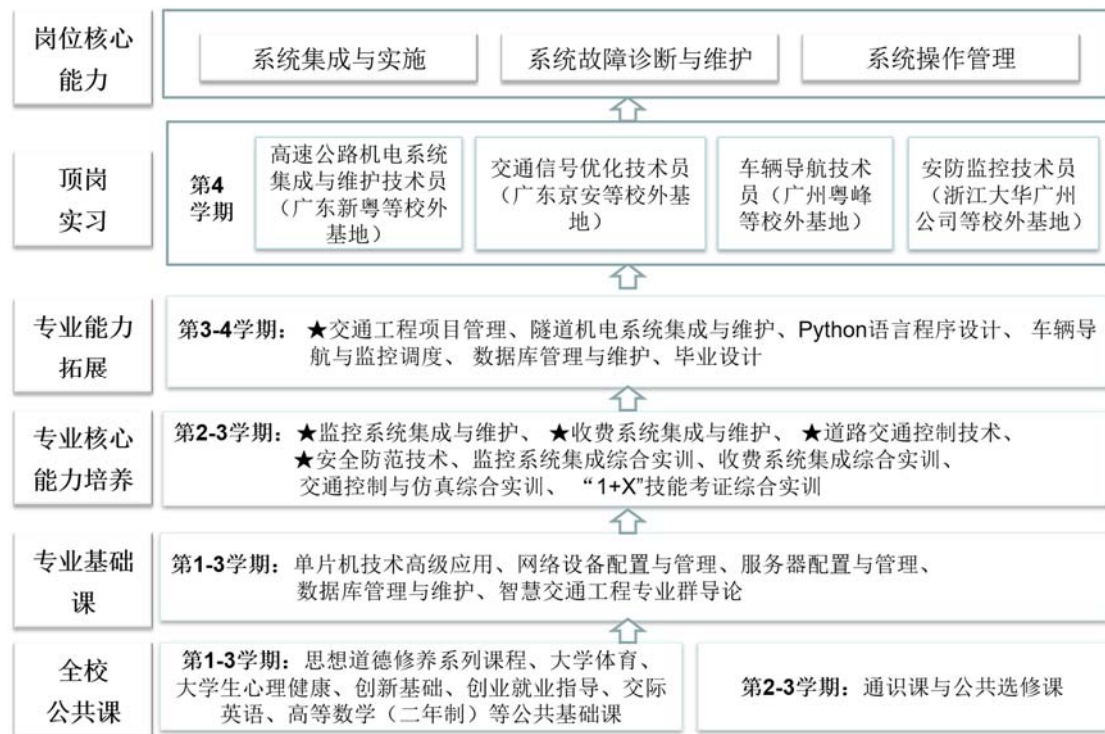 岗位核心
能力
系统集成与实施
系统故障诊断与维护
系统操作管理
顶岗
实习
第4
学期
高速公路机电系统
集成与维护技术员
（广东新粤等校外
基地）
交通信号优化技术员
（广东京安等校外基
地）
车辆导航技术
员（广州粤峰
等校外基地）
安防监控技术员
（浙江大华广州
公司等校外基地）
专业能力
拓展
第3-4学期：★交通工程项目管理、隧道机电系统集成与维护、Python语言程序设计、 车辆导
航与监控调度、 数据库管理与维护、毕业设计
专业核心
能力培养
第2-3学期：★监控系统集成与维护、 ★收费系统集成与维护、 ★道路交通控制技术、
★安全防范技术、监控系统集成综合实训、收费系统集成综合实训、
交通控制与仿真综合实训、 “1+X”技能考证综合实训
专业基础
课
第1-3学期：单片机技术高级应用、网络设备配置与管理、服务器配置与管理、
数据库管理与维护、智慧交通工程专业群导论
全校
公共课
第1-3学期：思想道德修养系列课程、大学体育、
大学生心理健康、创新基础、创业就业指导、交际
英语、高等数学（二年制）等公共基础课
第2-3学期：通识课与公共选修课